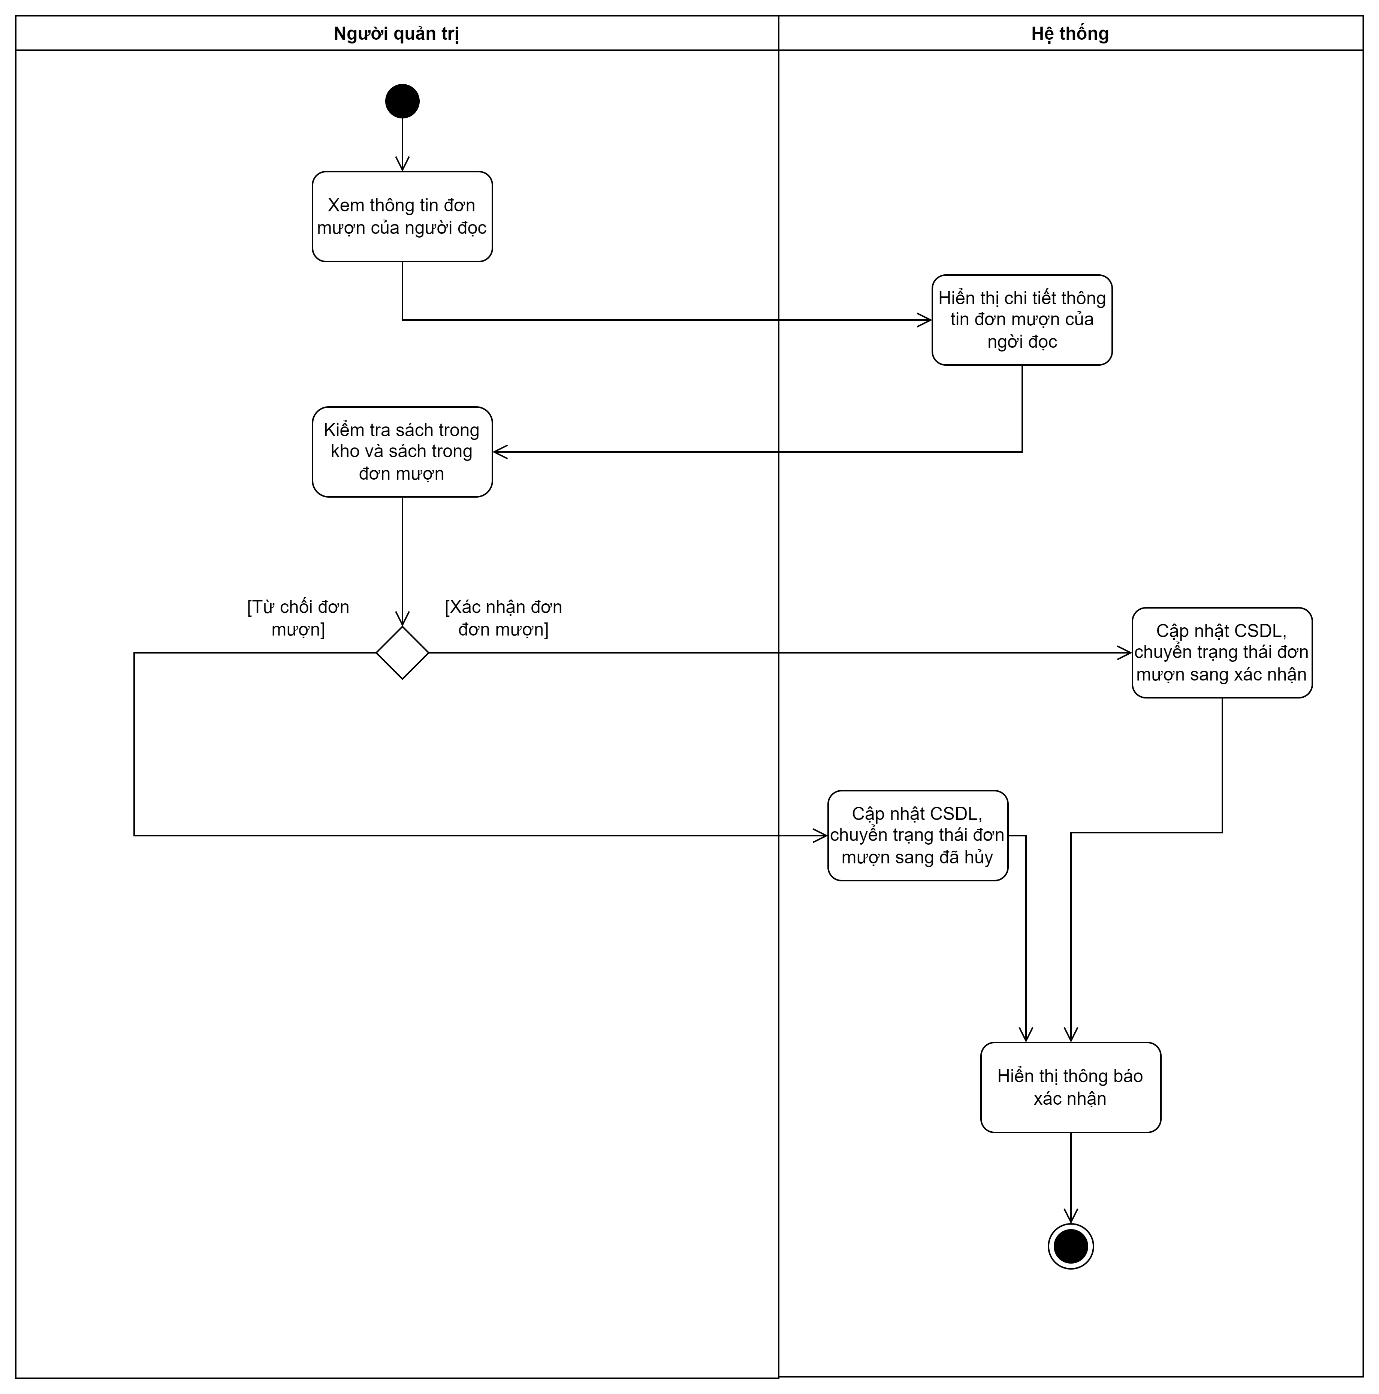 Người quản trị
Hệ thống
Xem thông tin đơn
mượn của người đọc
Hiển thị chi tiết thông
tin đơn mượn của
ngời đọc
Kiểm tra sách trong
kho và sách trong
đơn mượn
[Từ chối đơn
mượn]
[Xác nhận đơn
đơn mượn]
Cập nhật CSDL,
chuyển trạng thái đơn
mượn sang xác nhận
Cập nhật CSDL,
chuyển trạng thái đơn
mượn sang đã hủy
Hiển thị thông báo
xác nhận